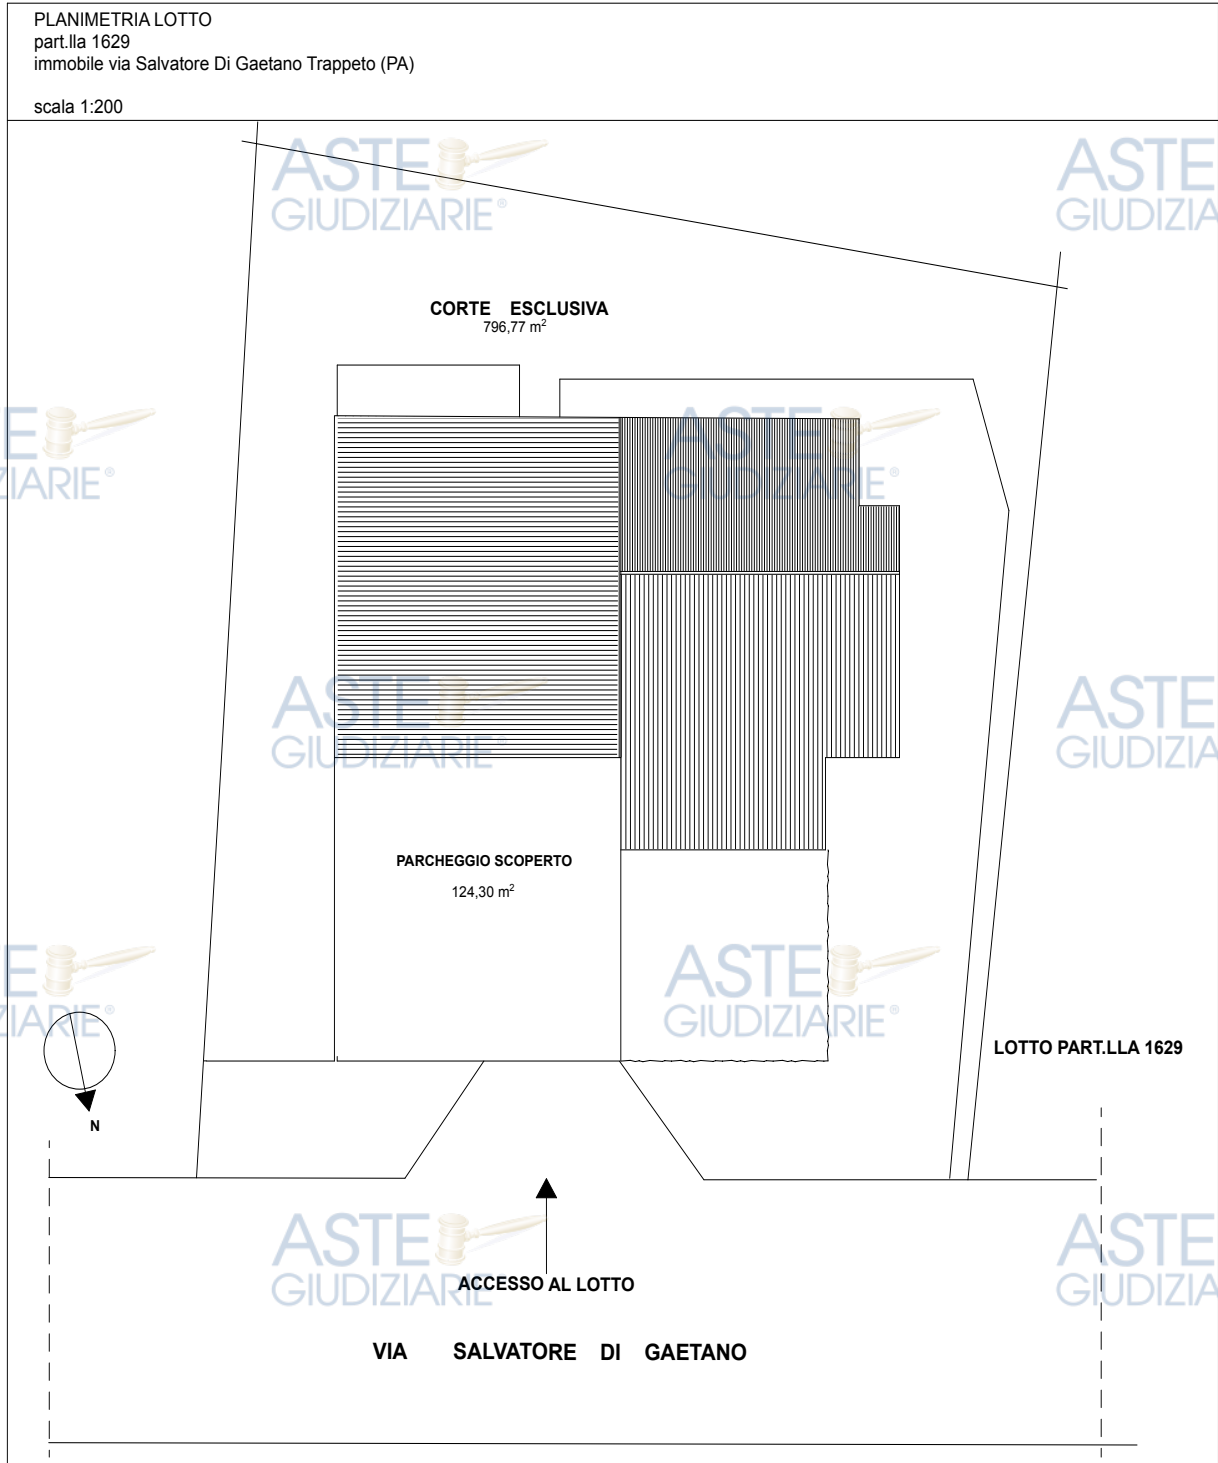 PLANIMETRIA LOTTO
part.lla 1629
immobile via Salvatore Di Gaetano Trappeto (PA)
scala 1:200
ASTE
GIUDIZIARIE®
ASTE
GIUDIZIA
CORTE ESCLUSIVA
796,77 m²
E
ZIARIE®
ASTE
GIUDIZIARIE®
ASTE
GIUDIZIARIE®
ASTE
GIUDIZIA
PARCHEGGIO SCOPERTO
124,30 m²
E
ZIARIE®
ASTE
GIUDIZIARIE®
LOTTO PART.LLA 1629
N
ASTE
GIUDIZIARIE
ASTE
GIUDIZIA
ACCESSO AL LOTTO
VIA SALVATORE DI GAETANO